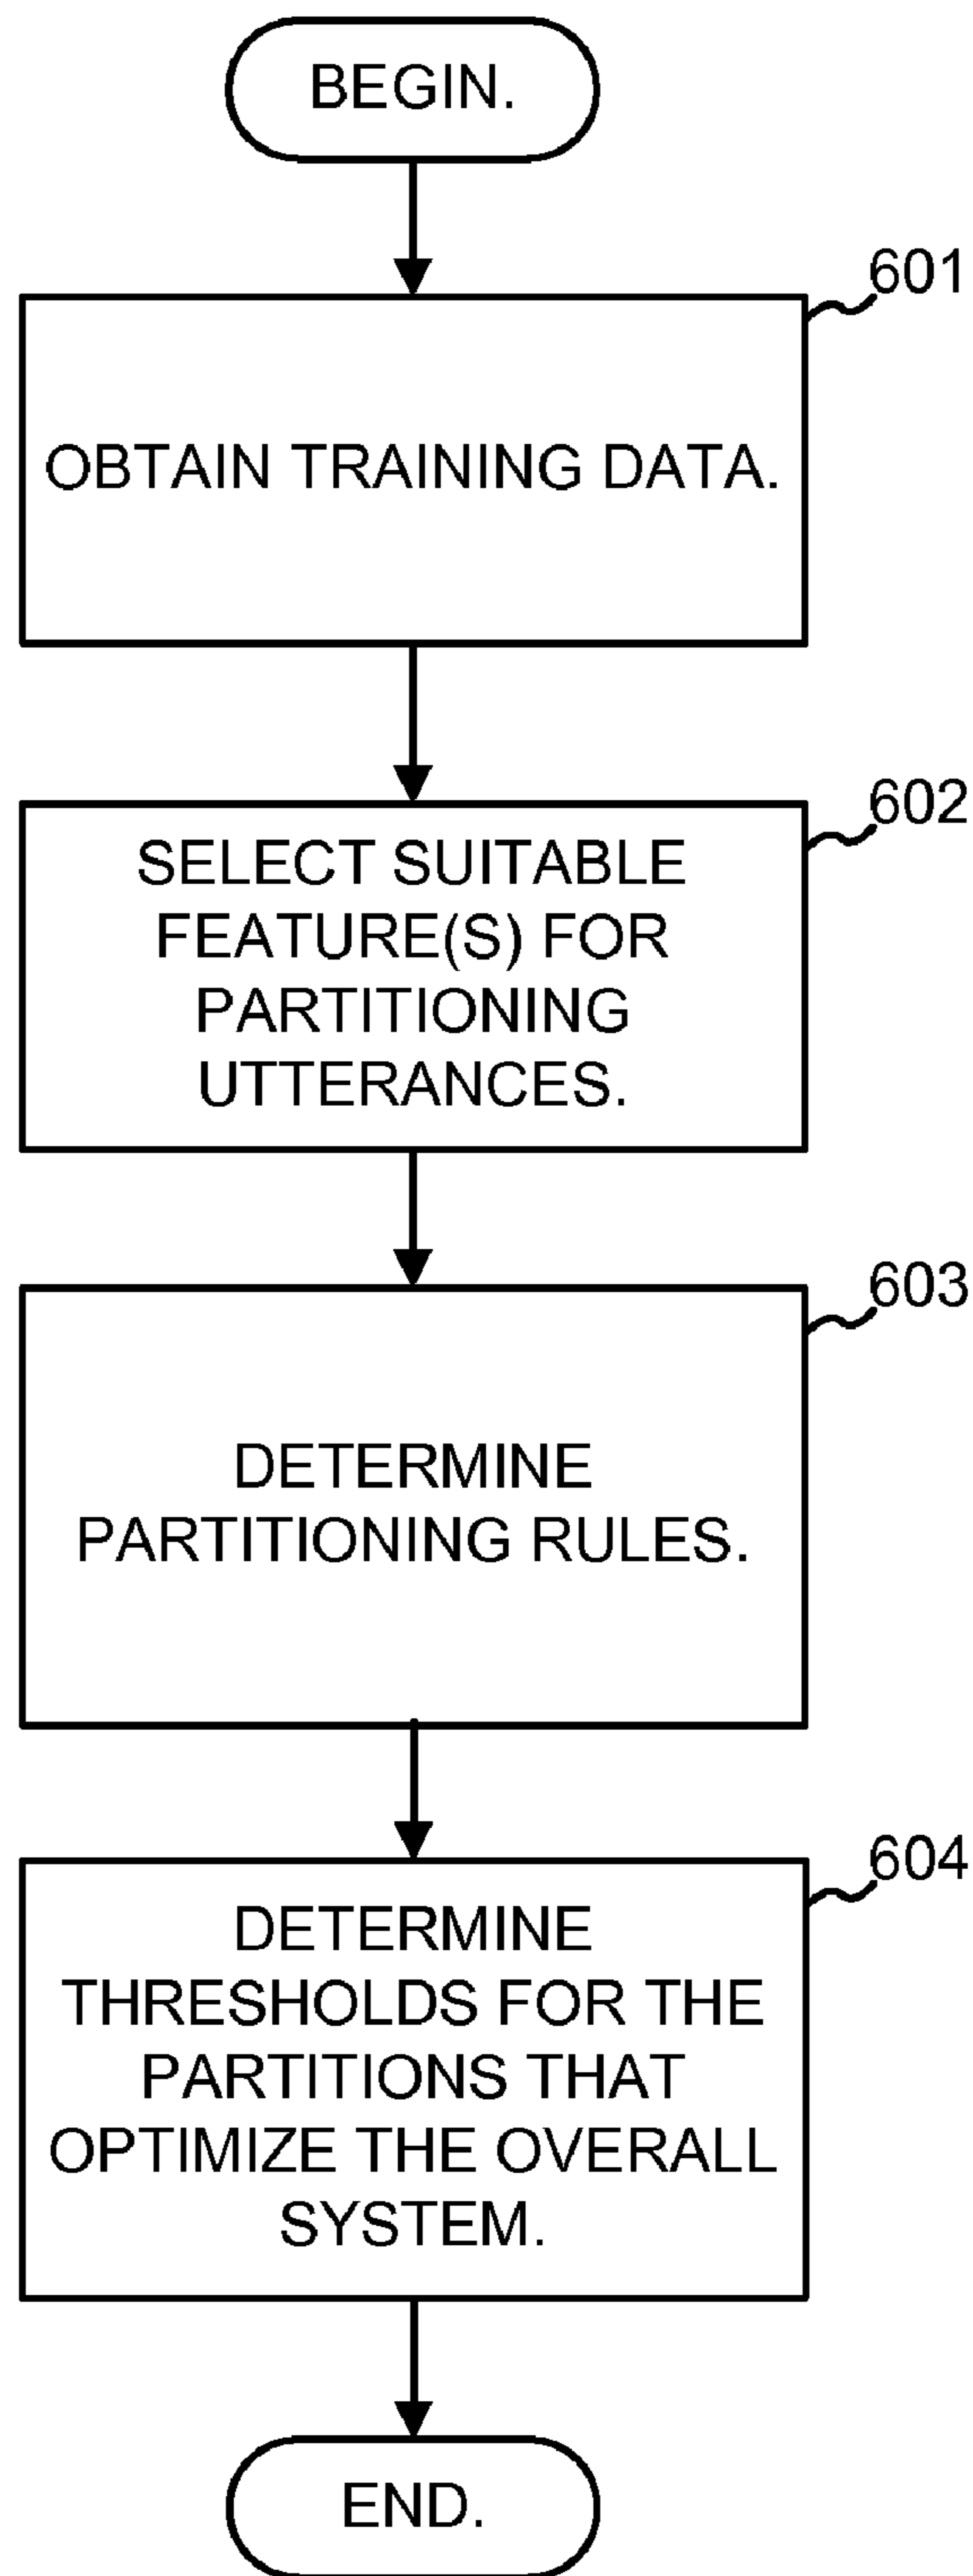 BEGIN.
601
OBTAIN TRAINING DATA.
602
SELECT SUITABLE
FEATURE(S) FOR
PARTITIONING
UTTERANCES.
603
DETERMINE
PARTITIONING RULES.
604
DETERMINE
THRESHOLDS FOR THE
PARTITIONS THAT
OPTIMIZE THE OVERALL
SYSTEM.
END.